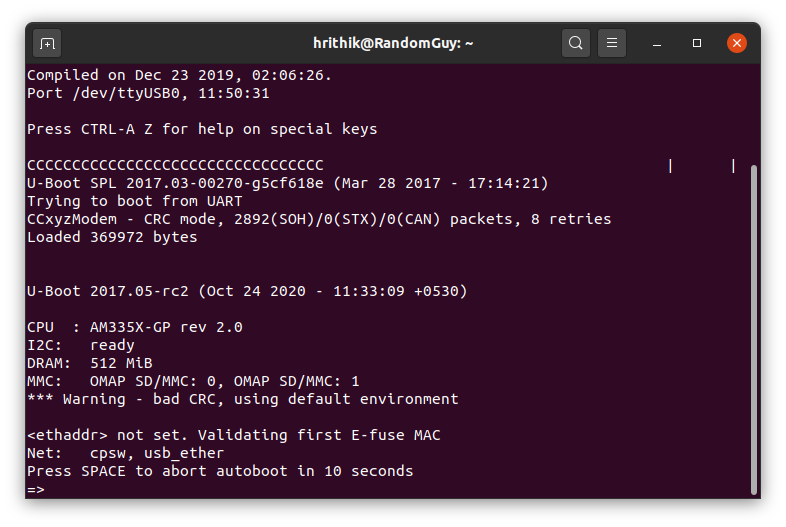 hrithik@RandomGuy: ~
Compiled on Dec 23 2019, 02:06:26.
Port /dev/ttyUSB0, 11:50:31
Press CTRL-A Z for help on special keys
CCCCCCCCCCCCCCCCCCCCCCCCCCCCCCCCC | |
U-Boot SPL 2017.03-00270-g5cf618e (Mar 28 2017 - 17:14:21)
Trying to boot from UART
CCxyzModem - CRC mode, 2892(SOH)/0(STX)/0(CAN) packets, 8 retries
Loaded 369972 bytes
U-Boot 2017.05-rc2 (Oct 24 2020 - 11:33:09 +0530)
CPU  : AM335X-GP rev 2.0
I2C:   ready
DRAM:  512 MiB
MMC:   OMAP SD/MMC: 0, OMAP SD/MMC: 1
*** Warning - bad CRC, using default environment
<ethaddr> not set. Validating first E-fuse MAC
Net:   cpsw, usb_ether
Press SPACE to abort autoboot in 10 seconds
=>